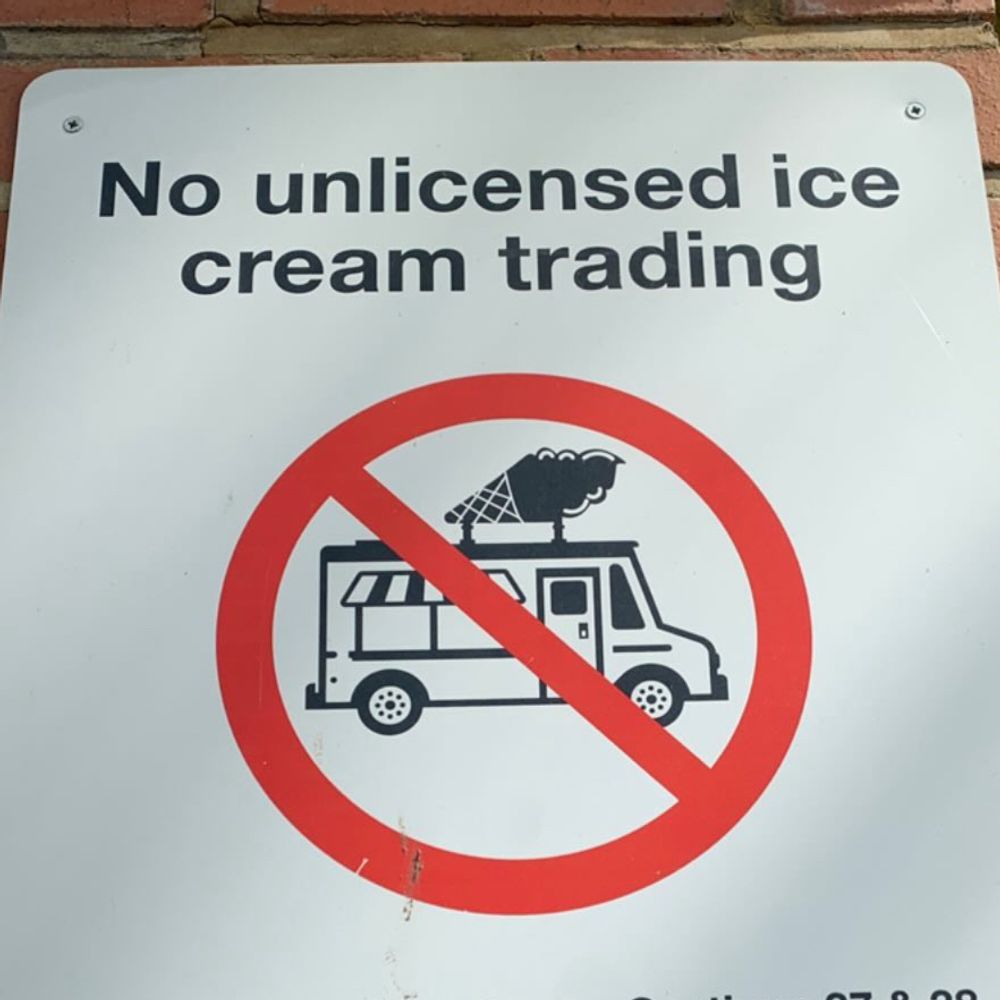 No unlicensed ice
cream trading